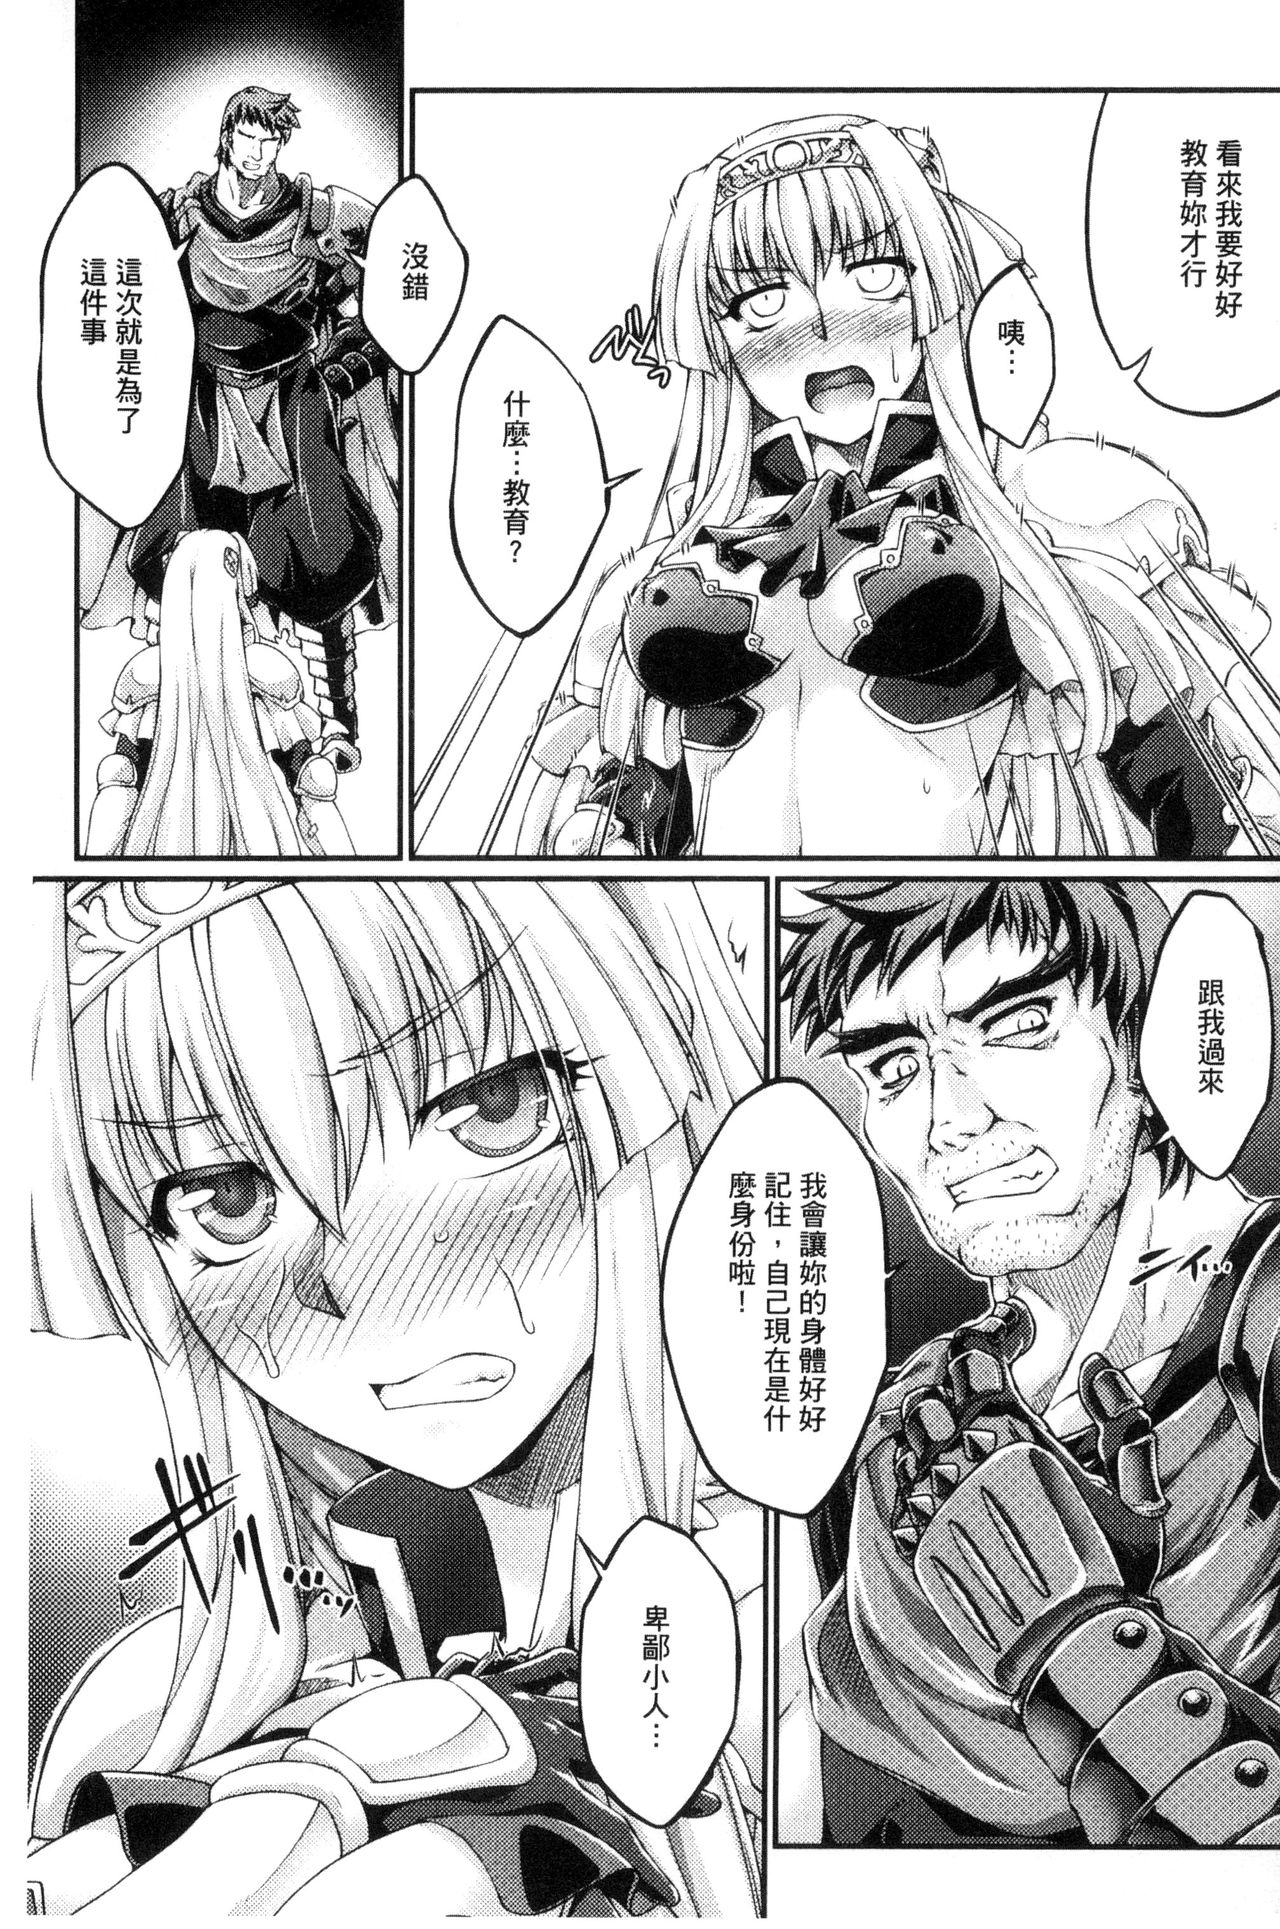 看來我要好好
教育妳才行
咦…
什麼…教育？
沒錯
這次就是為了
這件事
跟我過來
我會讓妳的身體好好
記住，自己現在是什
麼身份啦！
卑鄙小人…